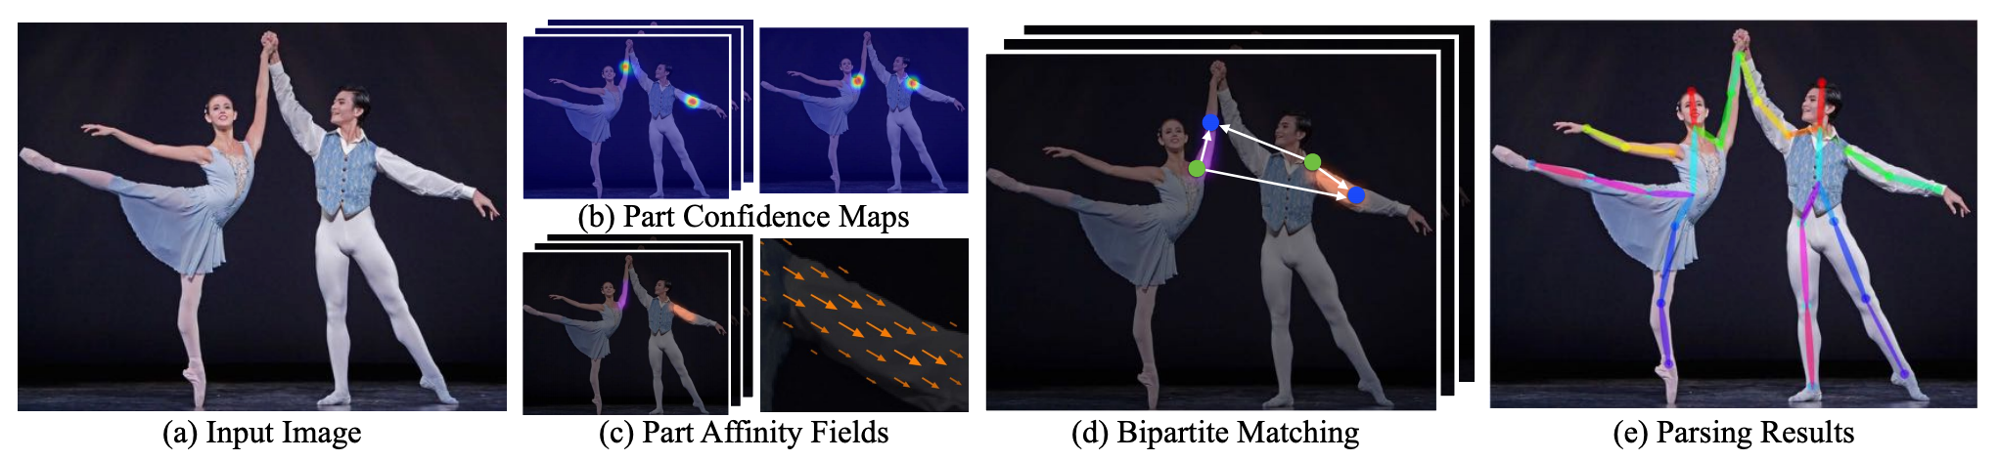 (a) Input Image
(b) Part Confidence Maps
(c) Part Affinity Fields
(d) Bipartite Matching
(e) Parsing Results